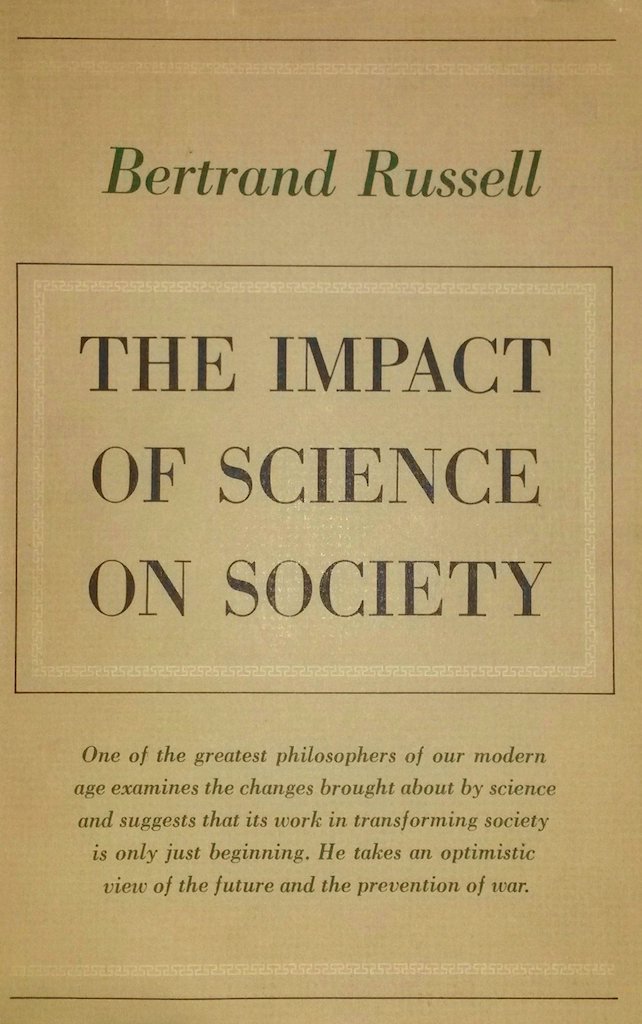 Bertrand Russell
THE IMPACT
OF SCIENCE
ON SOCIETY
One of the greatest philosophers of our modern
age examines the changes brought about by science
and suggests that its work in transforming society
is only just beginning. He takes an optimistic
view of the future and the prevention of war.